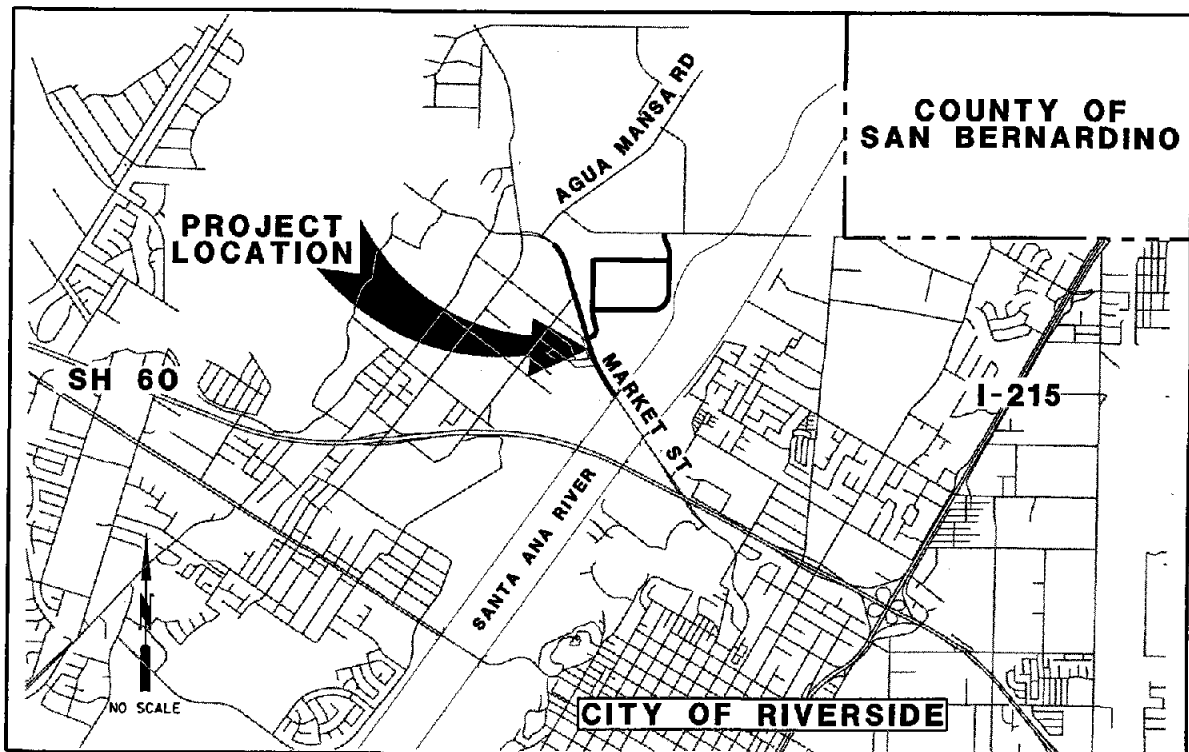 COUNTY OF
SAN BERNARDINO
AGUA MANSA RD
PROJECT
LOCATION
SH 60
MARKET ST
I-215
SANTA ANA RIVER
N
NO SCALE
CITY OF RIVERSIDE